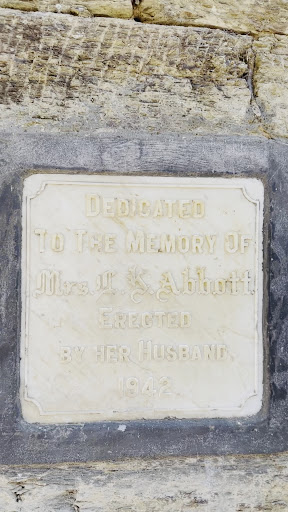 DEDICATED
TO THE MEMORY OF
Mrs. L. Abbott
ERECTED
BY HER HUSBAND.
1942.